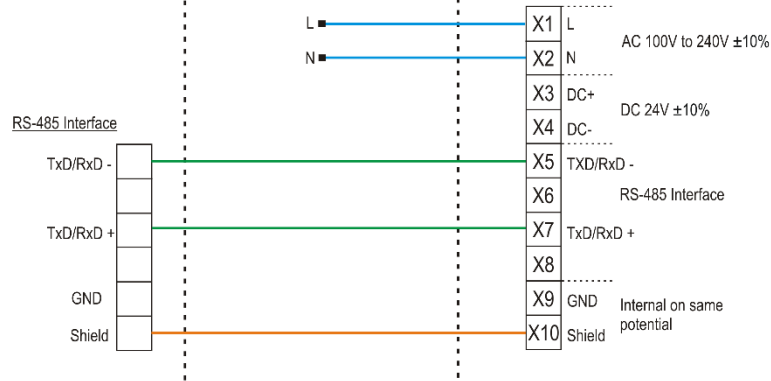 L X1 L
AC 100V to 240V ±10%
N X2 N
X3 DC+
DC 24V ±10%
X4 DC-
RS-485 Interface
TxD/RxD - X5 TXD/RxD -
X6 RS-485 Interface
TxD/RxD + X7 TxD/RxD +
X8
GND X9 GND
Internal on same
potential
Shield X10 Shield